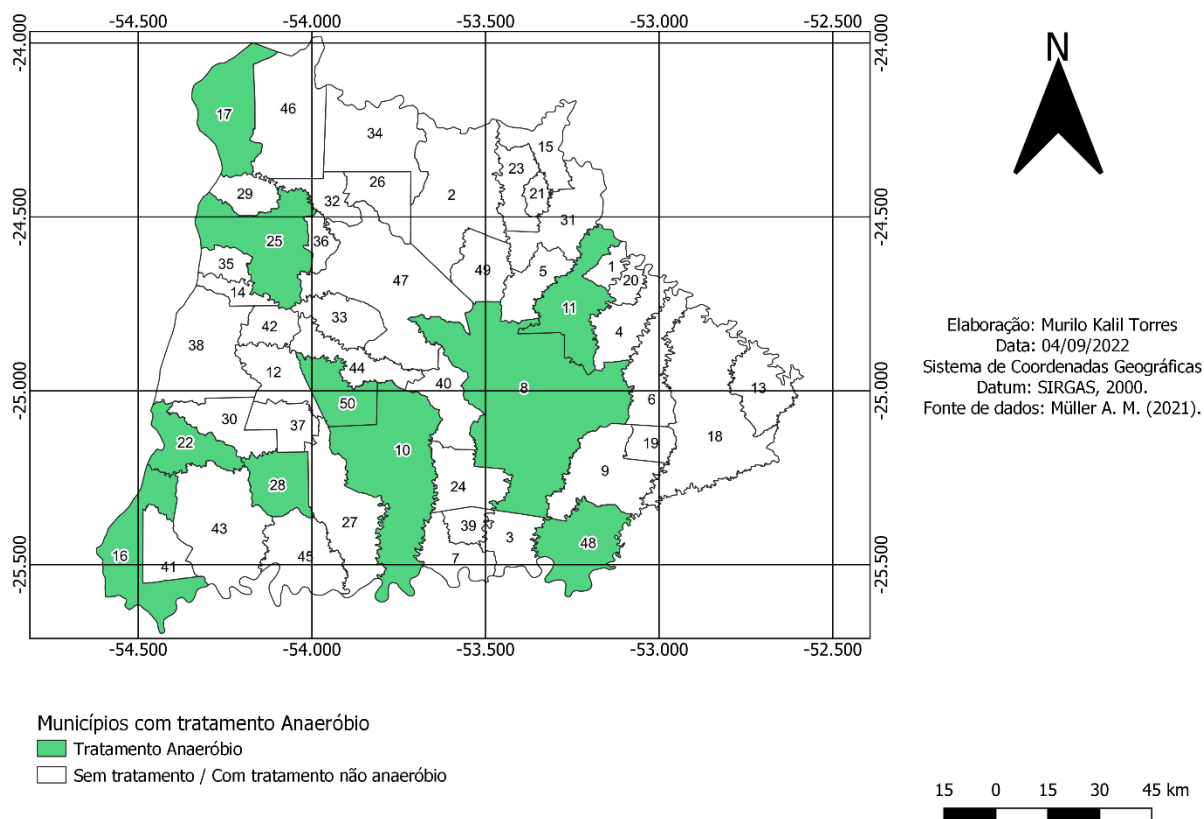 -54.500 -54.000 -53.500 -53.000 -52.500
-24.000 -24.000
N
17 46 34 15
23
29 26 2 21
32 31
-24.500 -24.500
25 36
35 49 5 1
47 20
14
33 11
42 4
38
12 44
-25.000 40 8 -25.000
50 6 13
30
22 37 10 19 18
28 24 9
43 27 39 3 48
16 41 45 7
-25.500 -25.500
-54.500 -54.000 -53.500 -53.000 -52.500
Elaboração: Murilo Kalil Torres
Data: 04/09/2022
Sistema de Coordenadas Geográficas
Datum: SIRGAS, 2000.
Fonte de dados: Müller A. M. (2021).
Municípios com tratamento Anaeróbio
Tratamento Anaeróbio
Sem tratamento / Com tratamento não anaeróbio
15 0 15 30 45 km